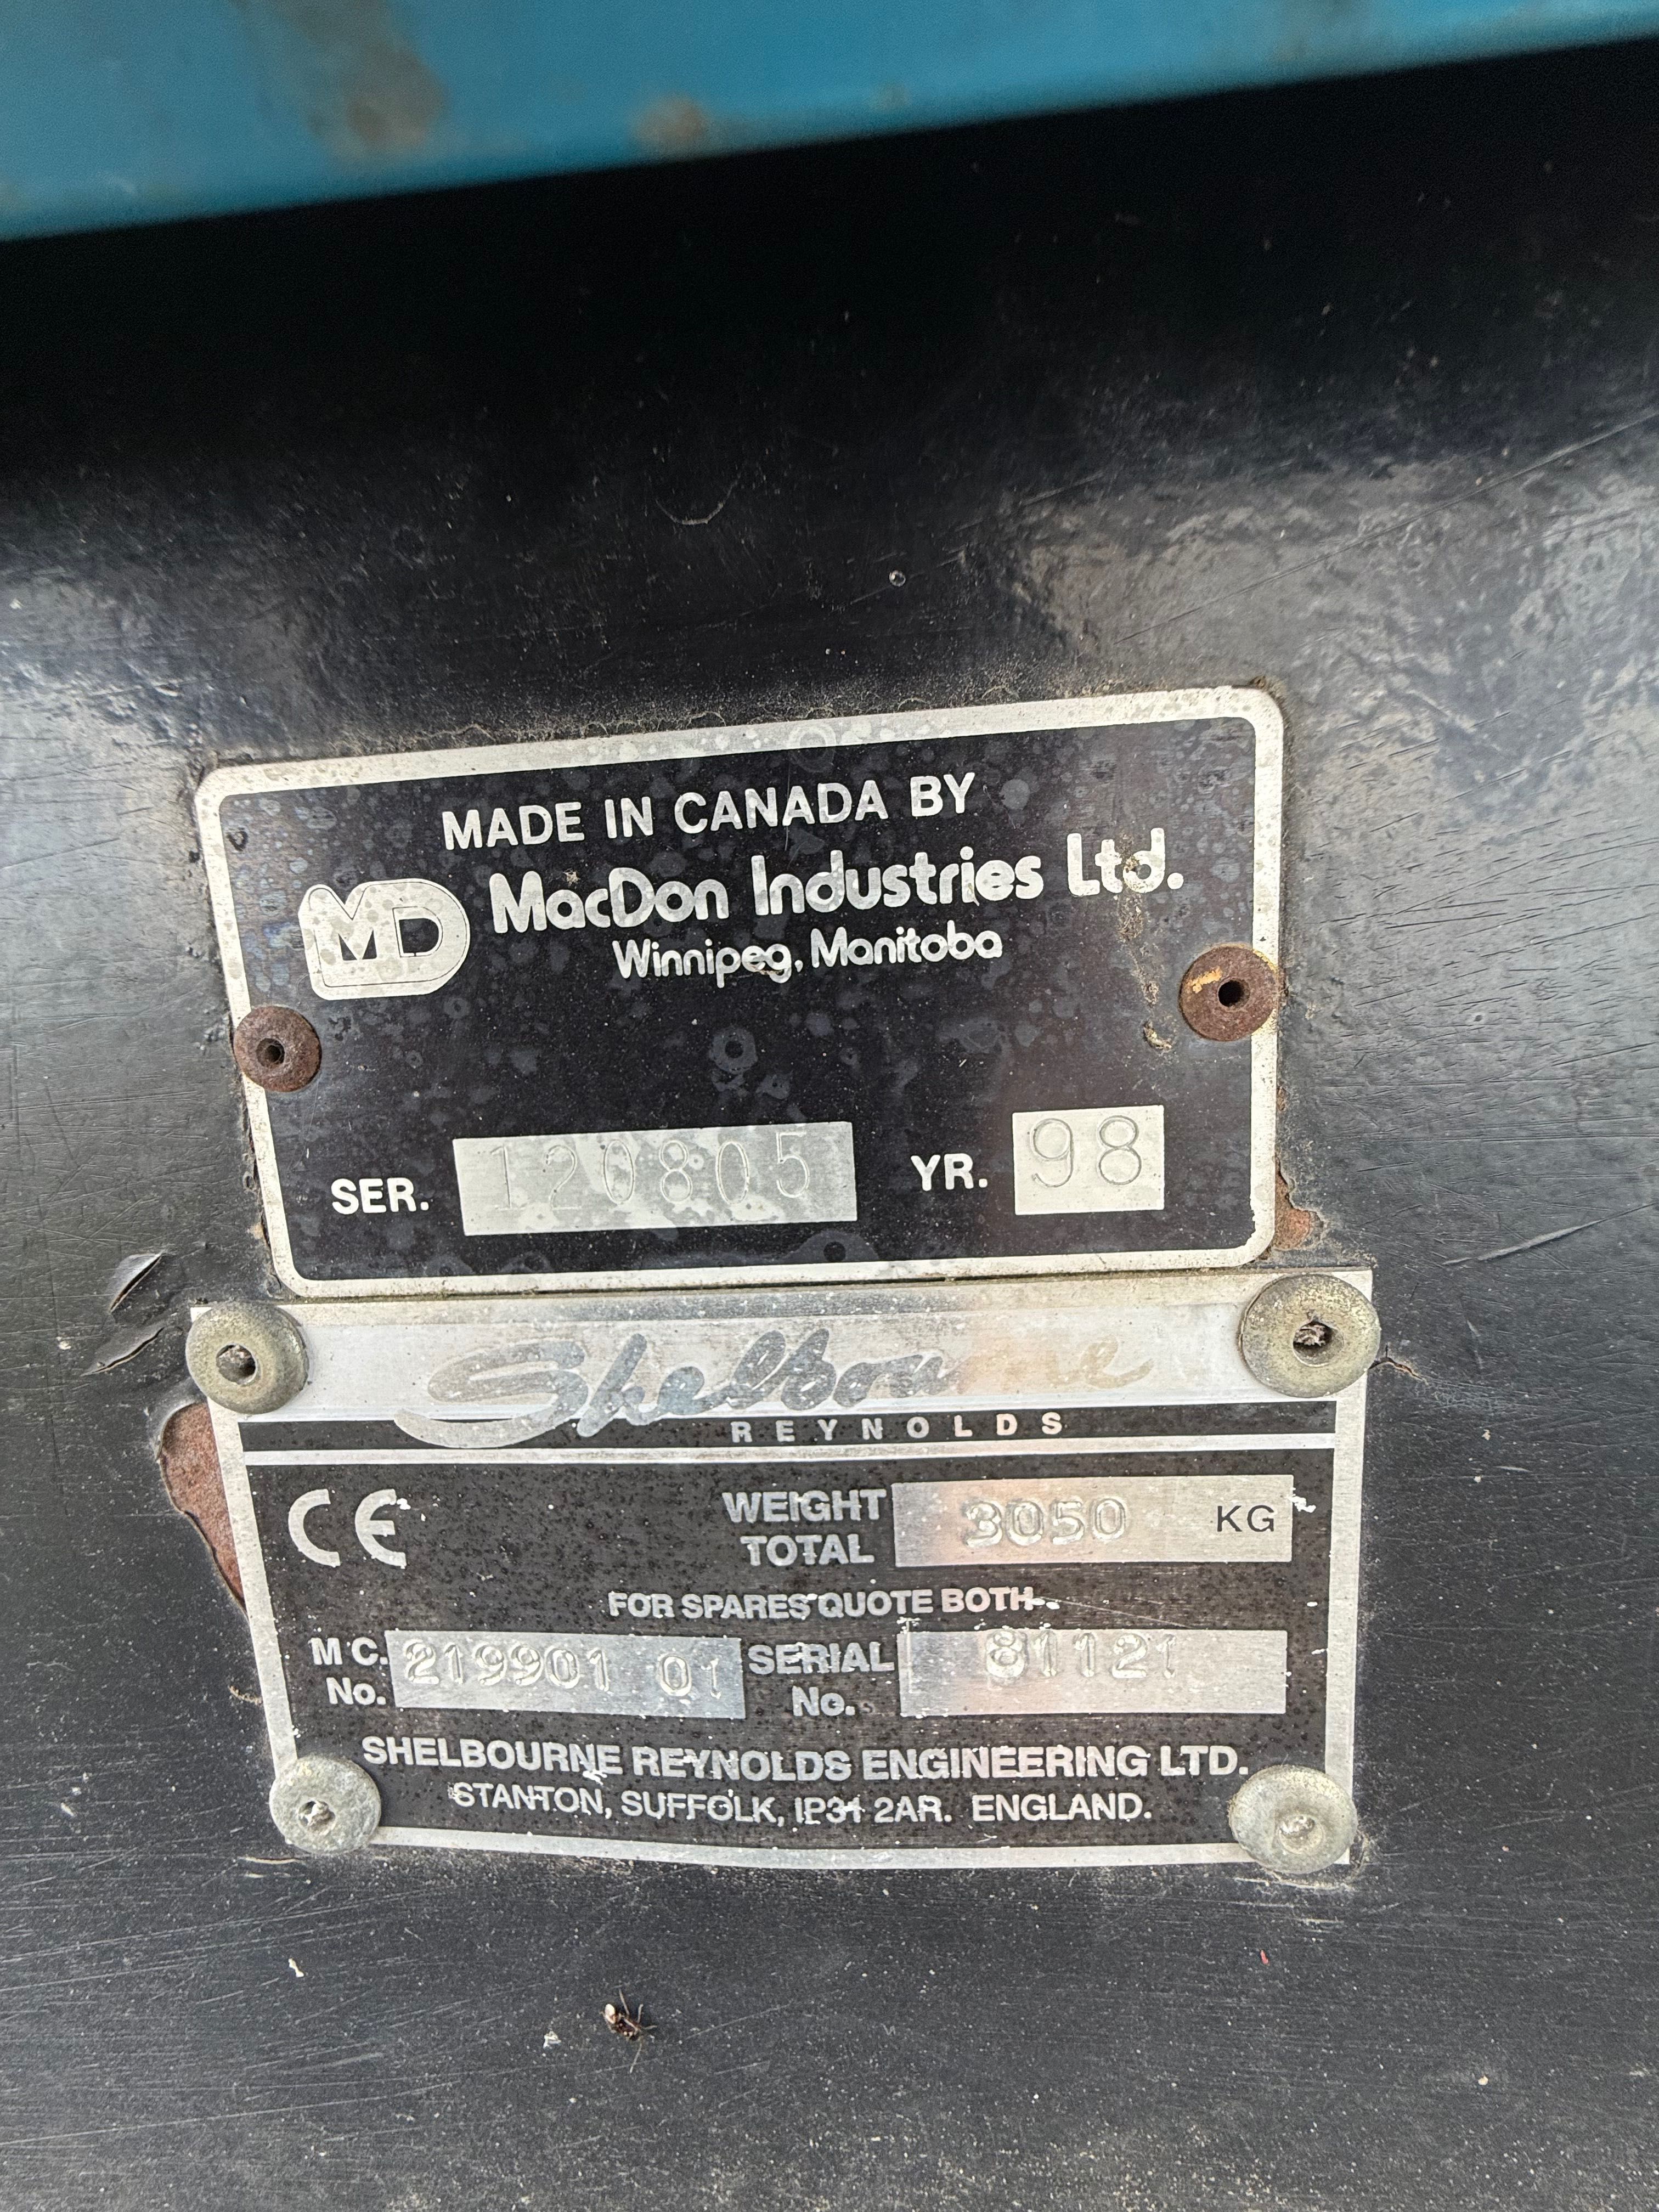 MADE IN CANADA BY
MD MacDon Industries Ltd.
Winnipeg, Manitoba
SER. 120805 YR. 98
Shelbourne
REYNOLDS
CE WEIGHT TOTAL 3050 KG
FOR SPARES QUOTE BOTH
M C. No. 219901 01 SERIAL No. 81121
SHELBOURNE REYNOLDS ENGINEERING LTD.
STANTON, SUFFOLK, IP31 2AR. ENGLAND.